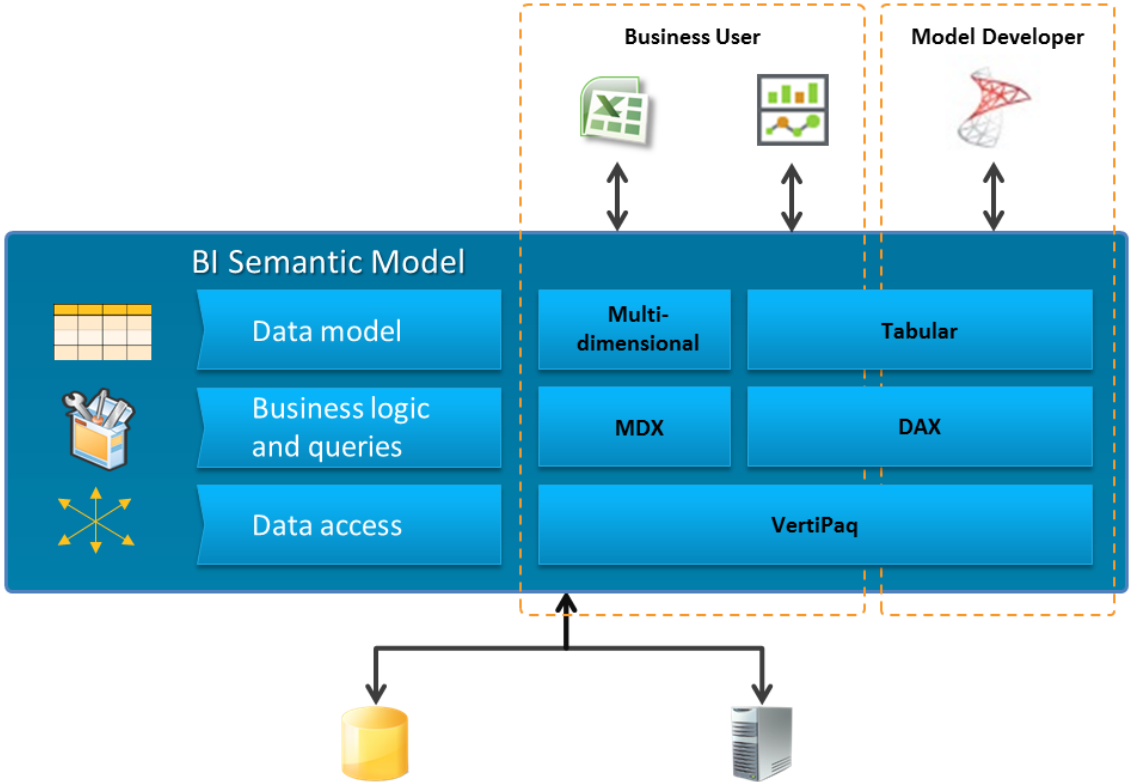 Business User
Model Developer
BI Semantic Model
Data model
Multi-
dimensional
Tabular
Business logic
and queries
MDX
DAX
Data access
VertiPaq